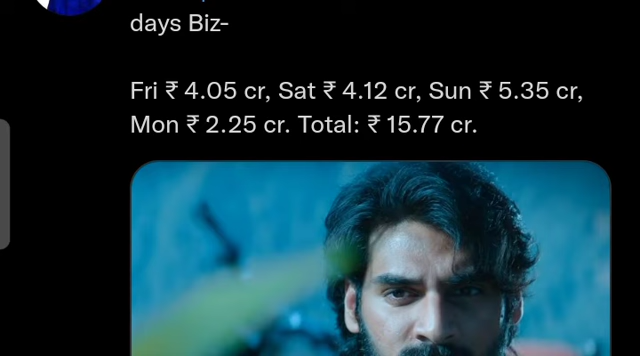 days Biz-
Fri ₹ 4.05 cr, Sat ₹ 4.12 cr, Sun ₹ 5.35 cr,
Mon ₹ 2.25 cr. Total: ₹ 15.77 cr.